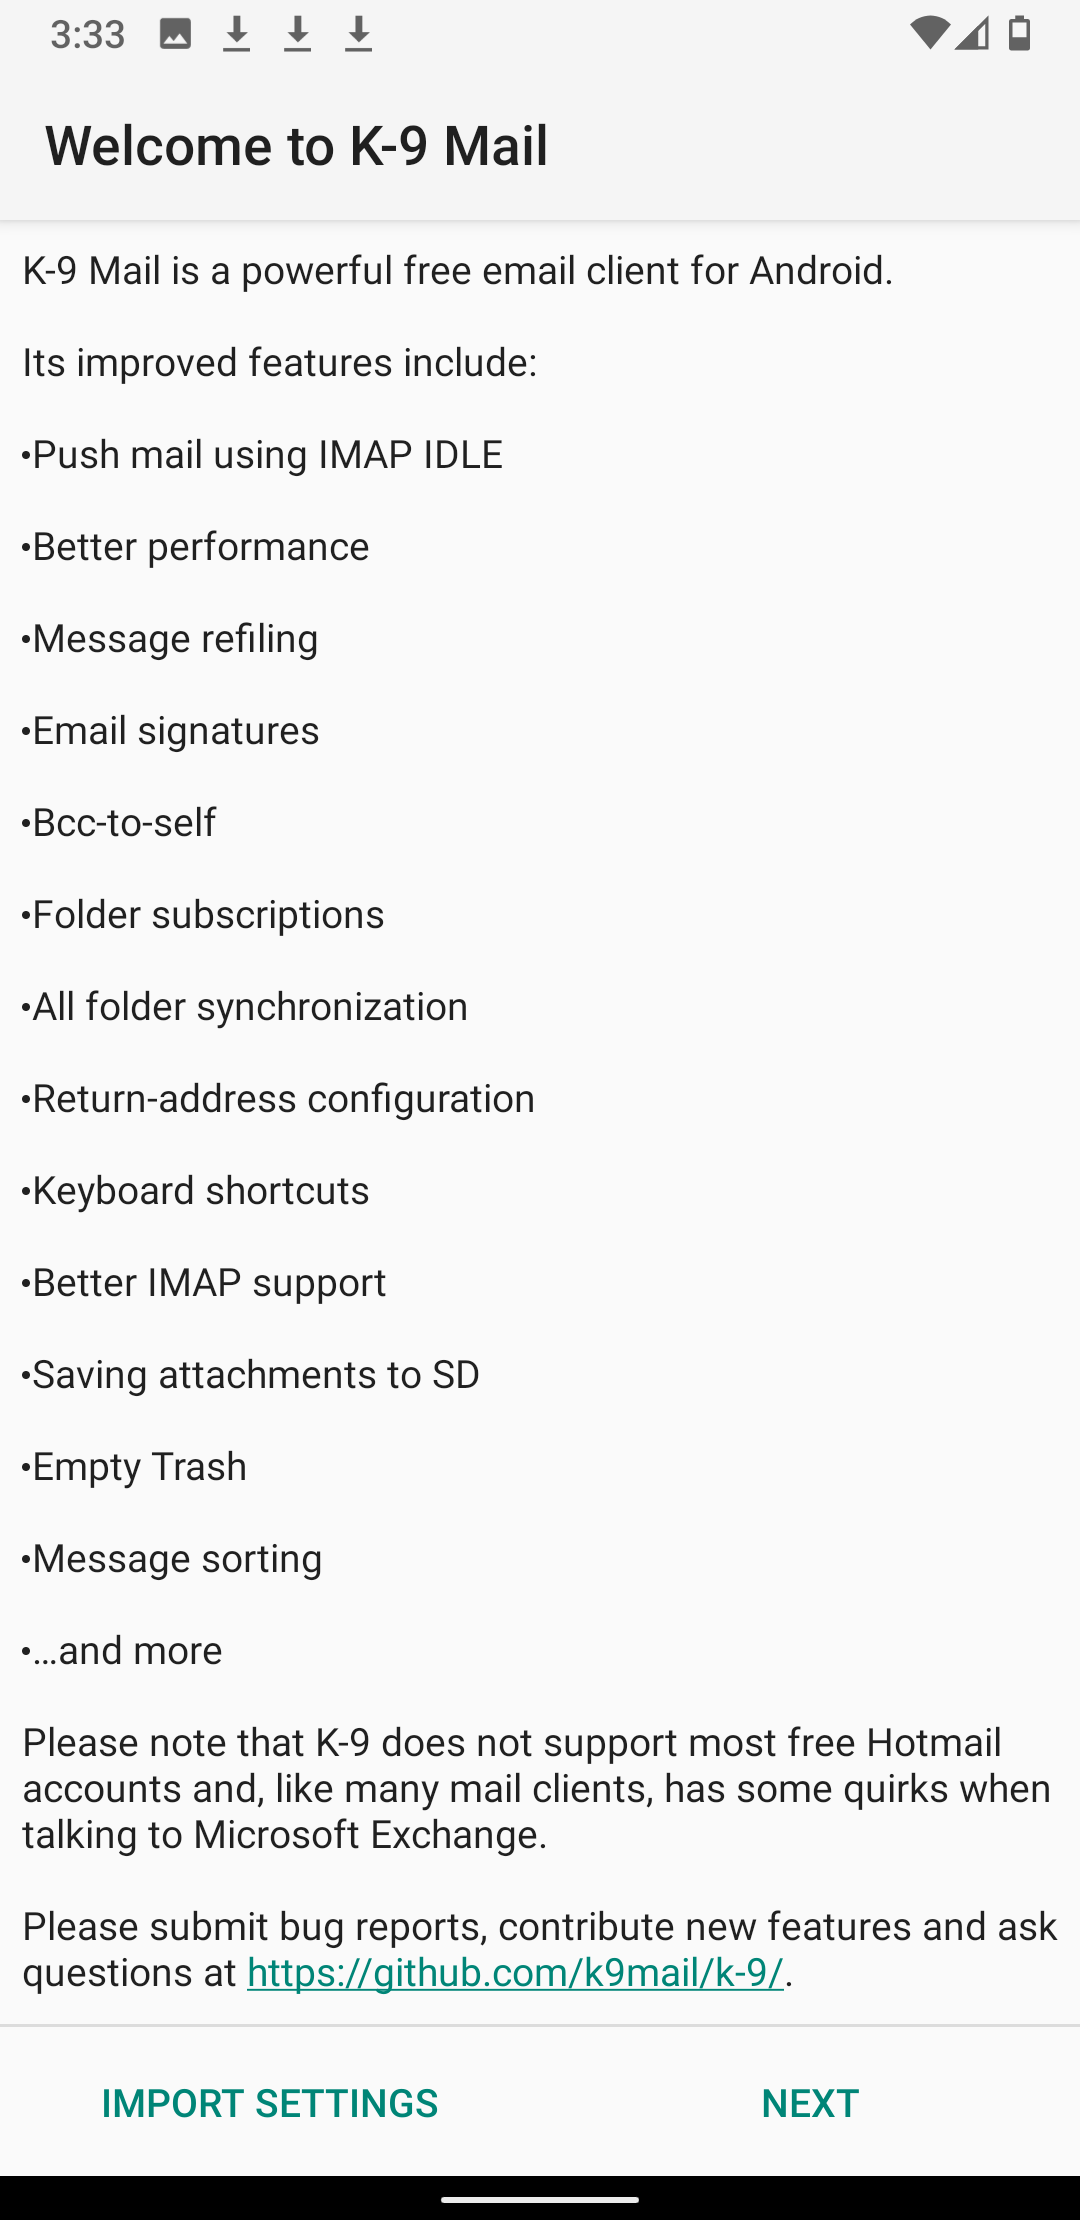 3:33
Welcome to K-9 Mail
K-9 Mail is a powerful free email client for Android.
Its improved features include:
•Push mail using IMAP IDLE
•Better performance
•Message refiling
•Email signatures
•Bcc-to-self
•Folder subscriptions
•All folder synchronization
•Return-address configuration
•Keyboard shortcuts
•Better IMAP support
•Saving attachments to SD
•Empty Trash
•Message sorting
•…and more
Please note that K-9 does not support most free Hotmail
accounts and, like many mail clients, has some quirks when
talking to Microsoft Exchange.
Please submit bug reports, contribute new features and ask
questions at https://github.com/k9mail/k-9/.
IMPORT SETTINGS
NEXT